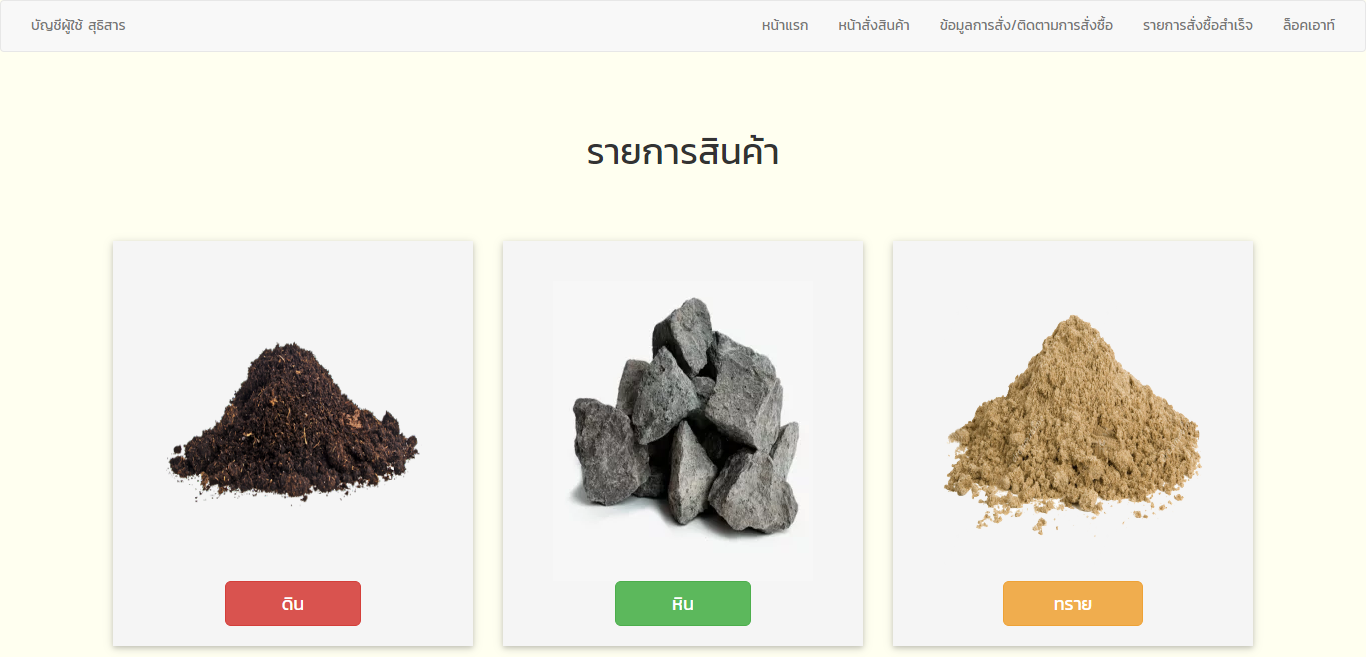 บัญชีผู้ใช้ สุธิสาร
หน้าแรก
หน้าสั่งสินค้า
ข้อมูลการสั่ง/ติดตามการสั่งซื้อ
รายการสั่งซื้อสำเร็จ
ล็อคเอาท์
รายการสินค้า
ดิน
หิน
ทราย